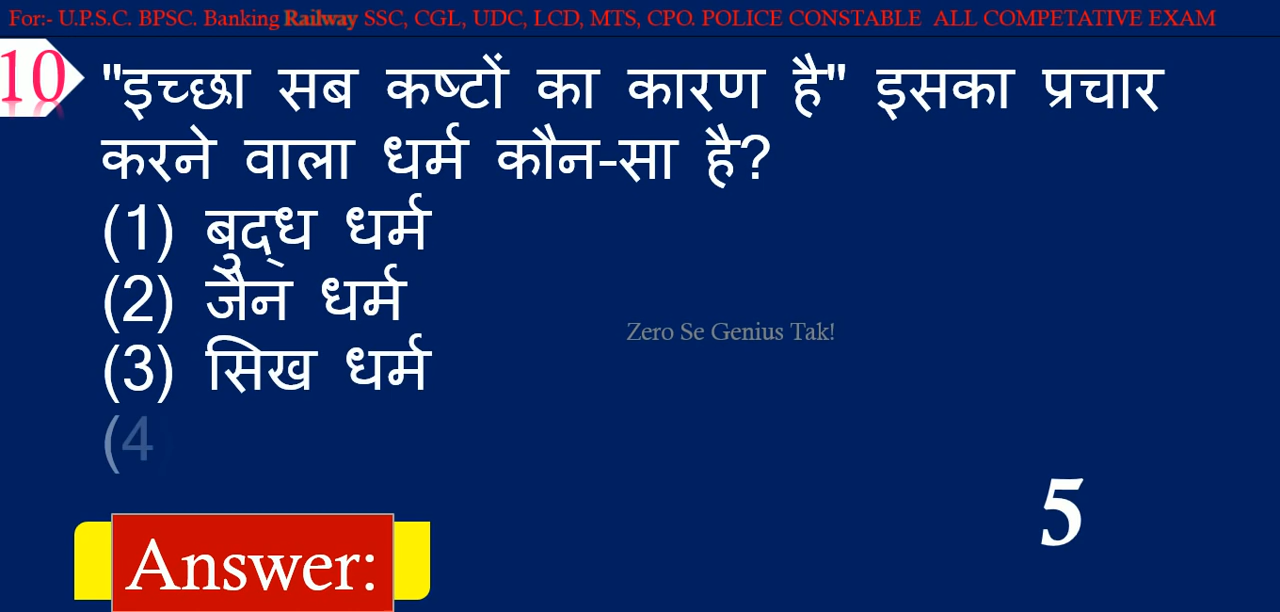 For:- U.P.S.C. BPSC. Banking Railway SSC, CGL, UDC, LCD, MTS, CPO. POLICE CONSTABLE ALL COMPETATIVE EXAM
10
"इच्छा सब कष्टों का कारण है" इसका प्रचार
करने वाला धर्म कौन-सा है?
(1) बुद्ध धर्म
(2) जैन धर्म
(3) सिख धर्म
(4
Zero Se Genius Tak!
5
Answer: